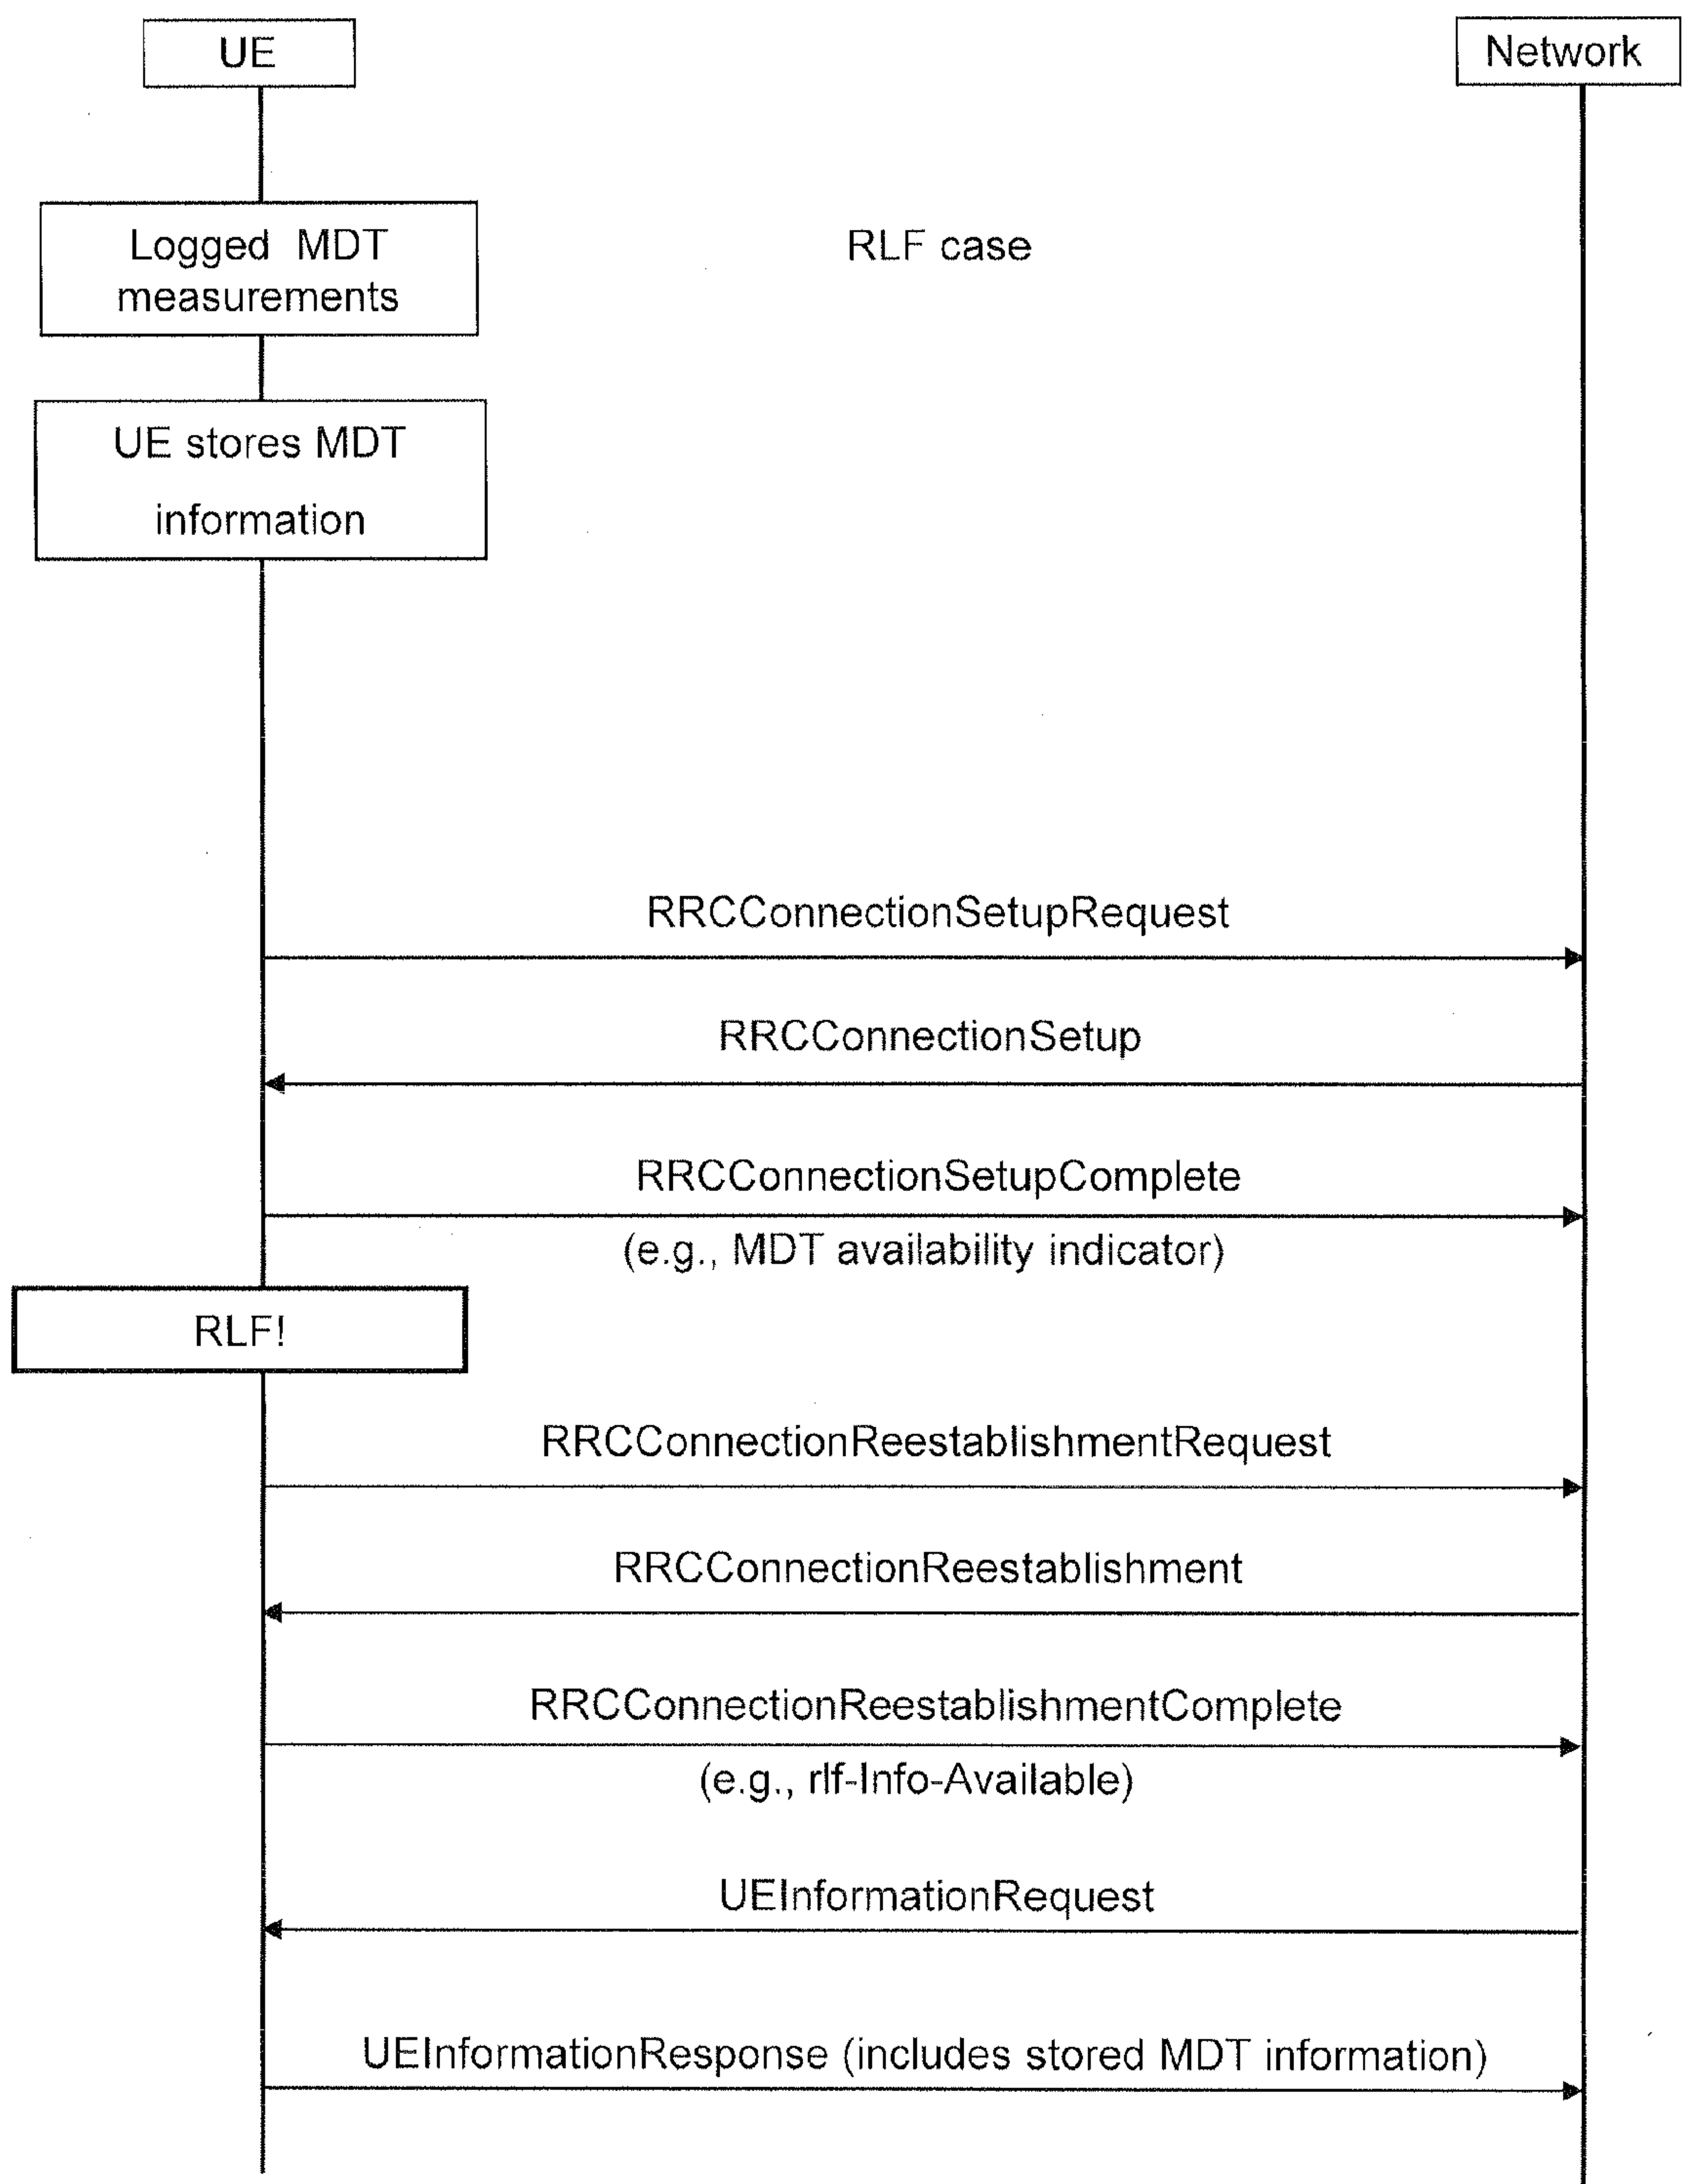 UE
Network
Logged MDT
measurements
RLF case
UE stores MDT
information
RRCConnectionSetupRequest
RRCConnectionSetup
RRCConnectionSetupComplete
(e.g., MDT availability indicator)
RLF!
RRCConnectionReestablishmentRequest
RRCConnectionReestablishment
RRCConnectionReestablishmentComplete
(e.g., rlf-Info-Available)
UEInformationRequest
UEInformationResponse (includes stored MDT information)